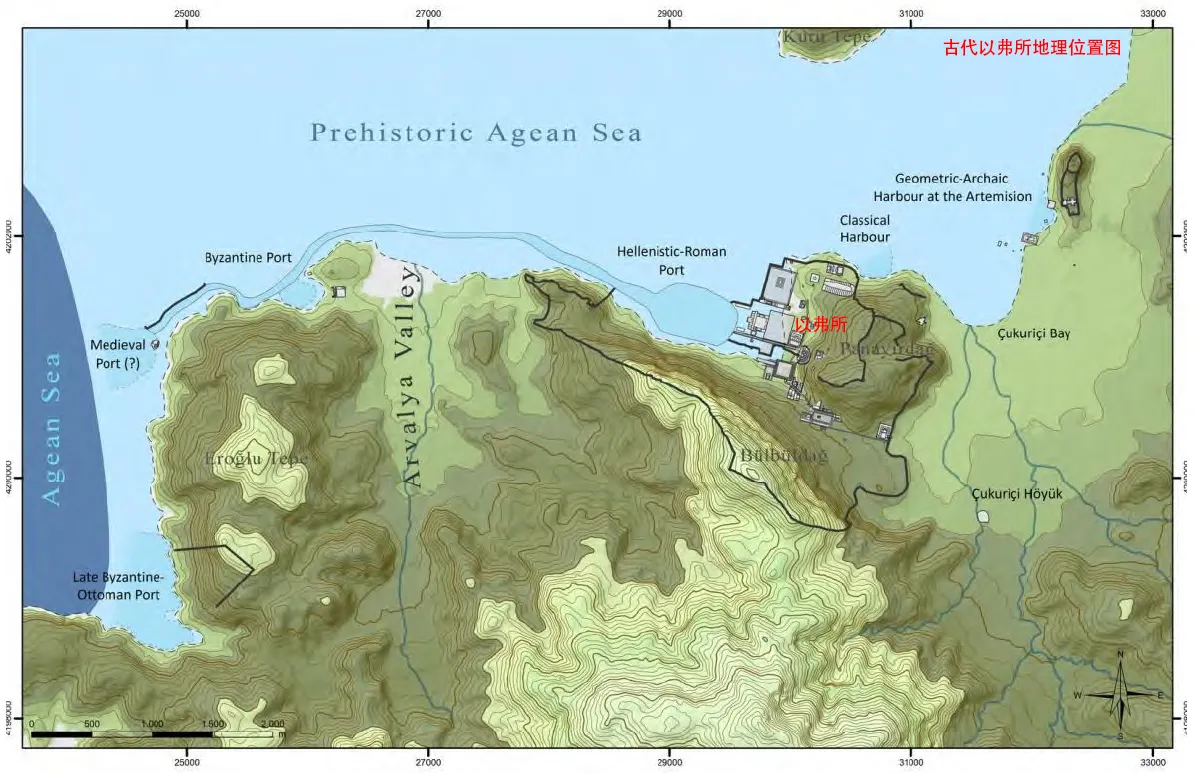 25000
27000
29000
31000
33000
Kuru Tepe
古代以弗所地理位置图
Prehistoric Agean Sea
Geometric-Archaic
Harbour at the Artemision
Classical
Harbour
4202000
4202000
Byzantine Port
Hellenistic-Roman
Port
以弗所
Çukuriçi Bay
Medieval
Port (?)
Panayirdağ
Agean Sea
Arvalya Valley
Eroğlu Tepe
Bülbüldağ
4200000
4200000
Çukuriçi Höyük
Late Byzantine-
Ottoman Port
N
W
E
S
0
500
1.000
1.500
2.000
m
4198000
4198000
25000
27000
29000
31000
33000